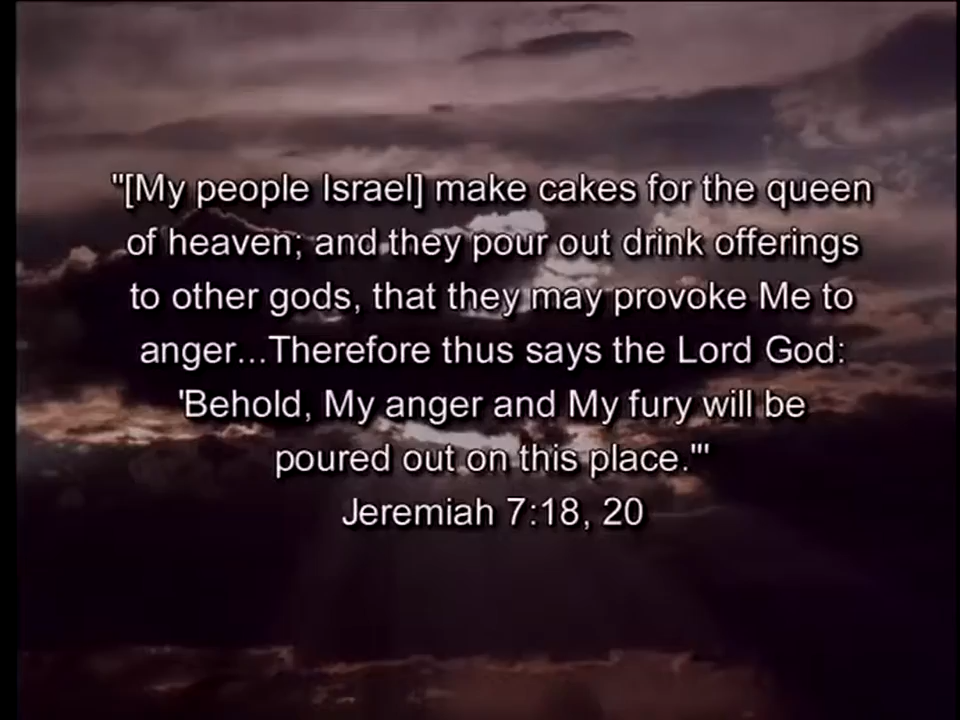 "[My people Israel] make cakes for the queen
of heaven; and they pour out drink offerings
to other gods, that they may provoke Me to
anger...Therefore thus says the Lord God:
'Behold, My anger and My fury will be
poured out on this place.'"
Jeremiah 7:18, 20